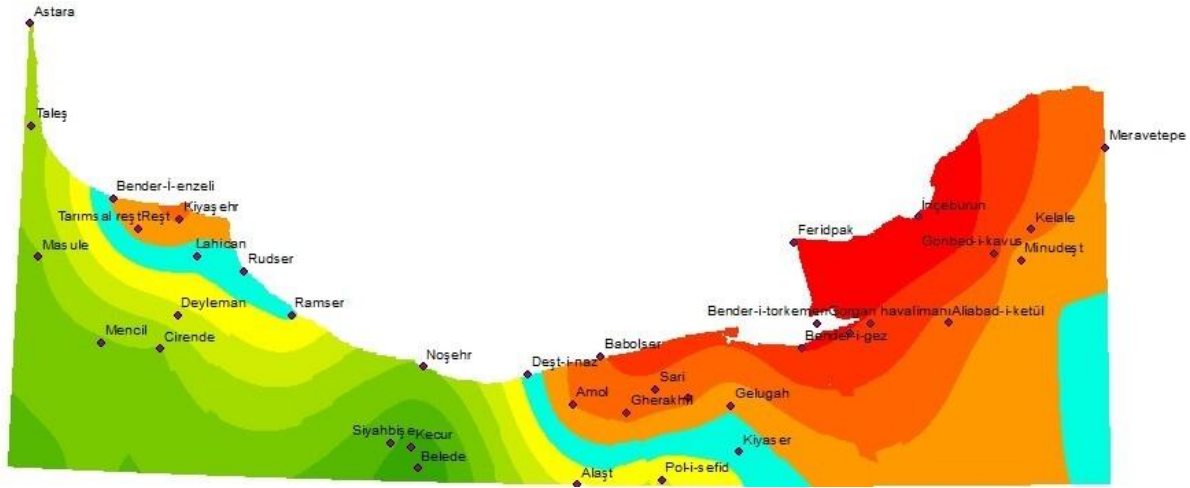 Astara
Taleş
Meravetepe
Bender-İ-enzeli
Kiyaşehr
Tarımsal reştReşt
İnçeburun
Kelale
Feridpak
Masule
Lahican
Gonbed-i-kavus
Minudeşt
Rudser
Deyleman
Ramser
Bender-i-torkemen
Gorgan havalimanı
Aliabad-i-ketül
Mencil
Cirende
Bender-i-gez
Noşehr
Deşt-i-naz
Babolser
Amol
Sari
Gherakhil
Gelugah
Siyahbişe
Kecur
Kiyaser
Belede
Alaşt
Pol-i-sefid